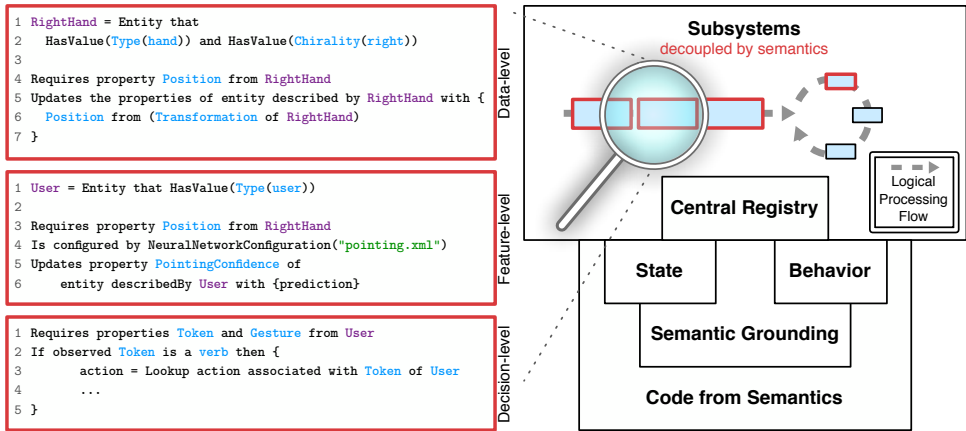 1 RightHand = Entity that
2 HasValue(Type(hand)) and HasValue(Chirality(right))
3
4 Requires property Position from RightHand
5 Updates the properties of entity described by RightHand with {
6 Position from (Transformation of RightHand)
7 }
Data-level
1 User = Entity that HasValue(Type(user))
2
3 Requires property Position from RightHand
4 Is configured by NeuralNetworkConfiguration("pointing.xml")
5 Updates property PointingConfidence of
6 entity describedBy User with {prediction}
Feature-level
1 Requires properties Token and Gesture from User
2 If observed Token is a verb then {
3 action = Lookup action associated with Token of User
4 ...
5 }
Decision-level
Subsystems
decoupled by semantics
Logical
Processing
Flow
Central Registry
State
Behavior
Semantic Grounding
Code from Semantics